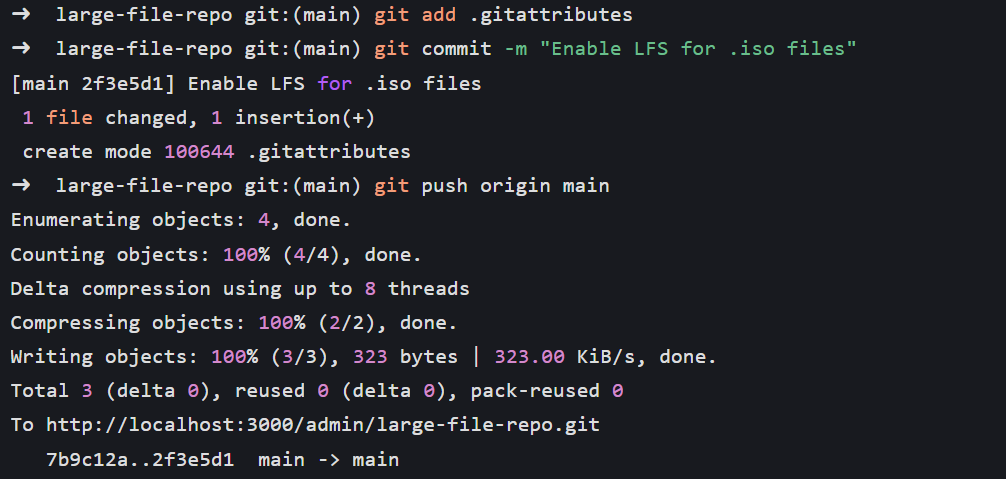 ➜  large-file-repo git:(main) git add .gitattributes
➜  large-file-repo git:(main) git commit -m "Enable LFS for .iso files"
[main 2f3e5d1] Enable LFS for .iso files
 1 file changed, 1 insertion(+)
 create mode 100644 .gitattributes
➜  large-file-repo git:(main) git push origin main
Enumerating objects: 4, done.
Counting objects: 100% (4/4), done.
Delta compression using up to 8 threads
Compressing objects: 100% (2/2), done.
Writing objects: 100% (3/3), 323 bytes | 323.00 KiB/s, done.
Total 3 (delta 0), reused 0 (delta 0), pack-reused 0
To http://localhost:3000/admin/large-file-repo.git
   7b9c12a..2f3e5d1  main -> main